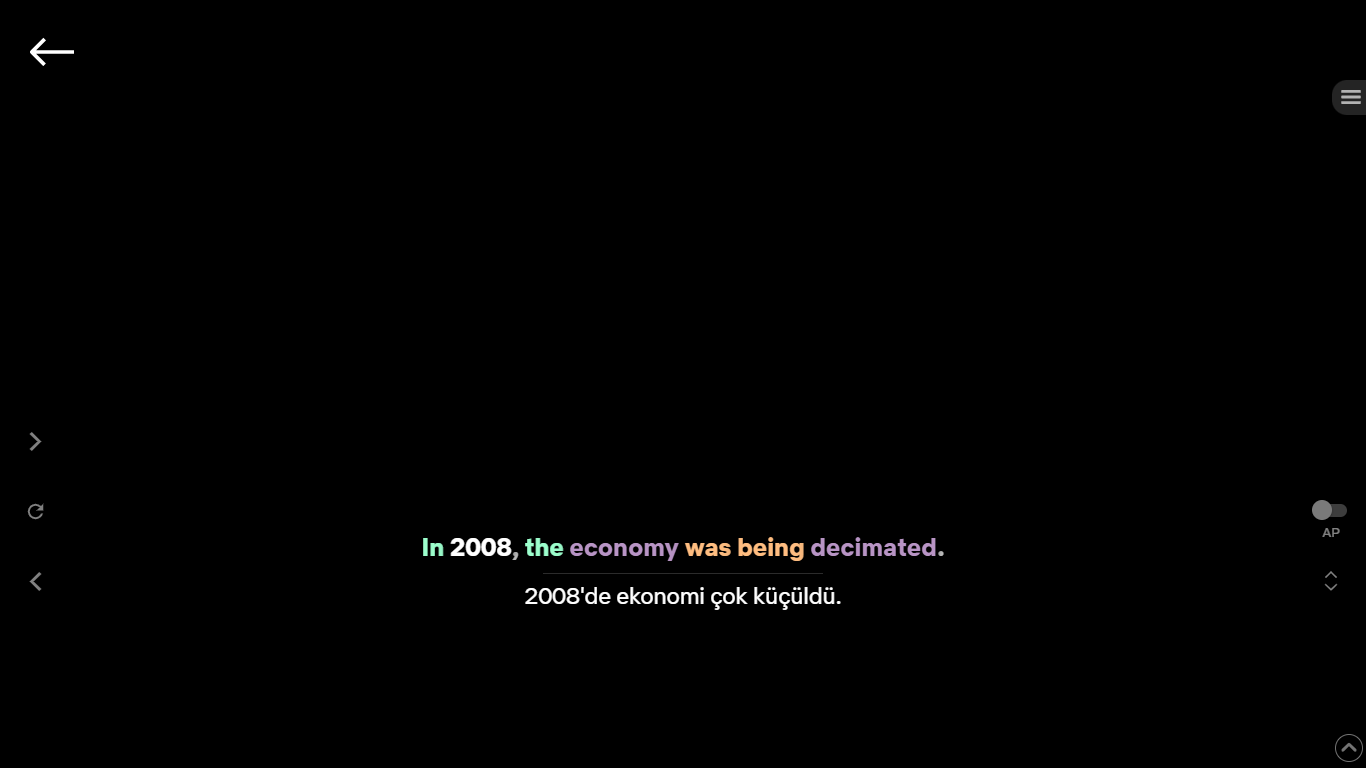 In 2008, the economy was being decimated.
2008'de ekonomi çok küçüldü.
AP